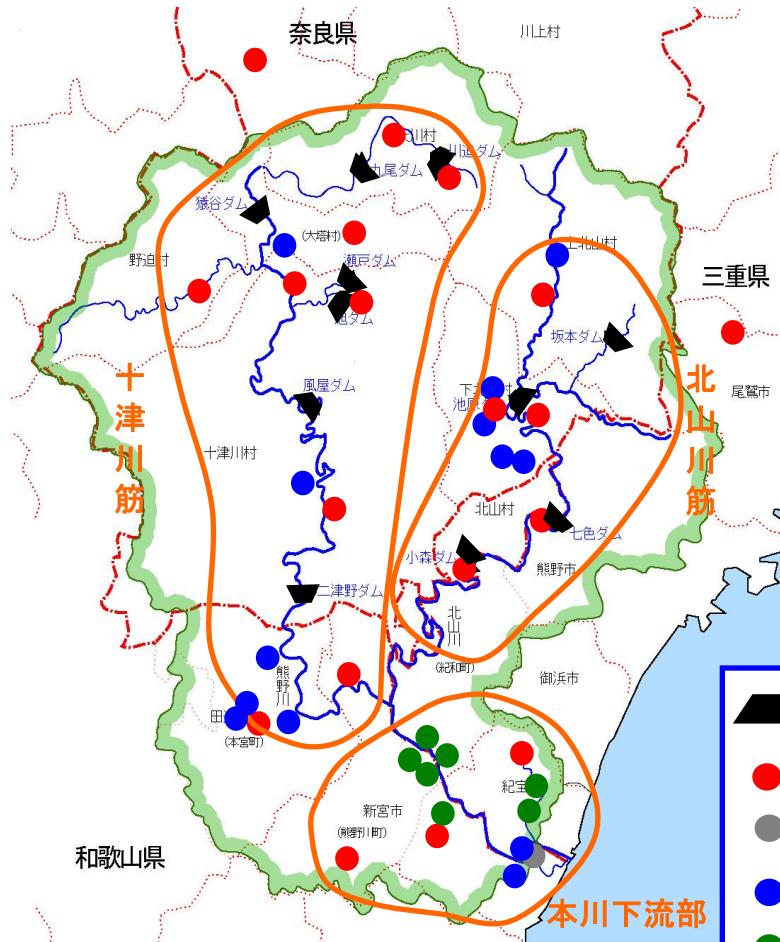 奈良県
川上村
川村
川迫ダム
九尾ダム
猿谷ダム
(大塔村)
上北山村
野迫村
瀬戸ダム
旭ダム
三重県
坂本ダム
十津川筋
風屋ダム
北山川筋
尾鷲市
十津川村
北山村
七色ダム
小森ダム
熊野市
二津野ダム
北山川
(紀和町)
熊野川
御浜市
田
(本宮町)
紀宝
新宮市
(熊野川町)
和歌山県
本川下流部